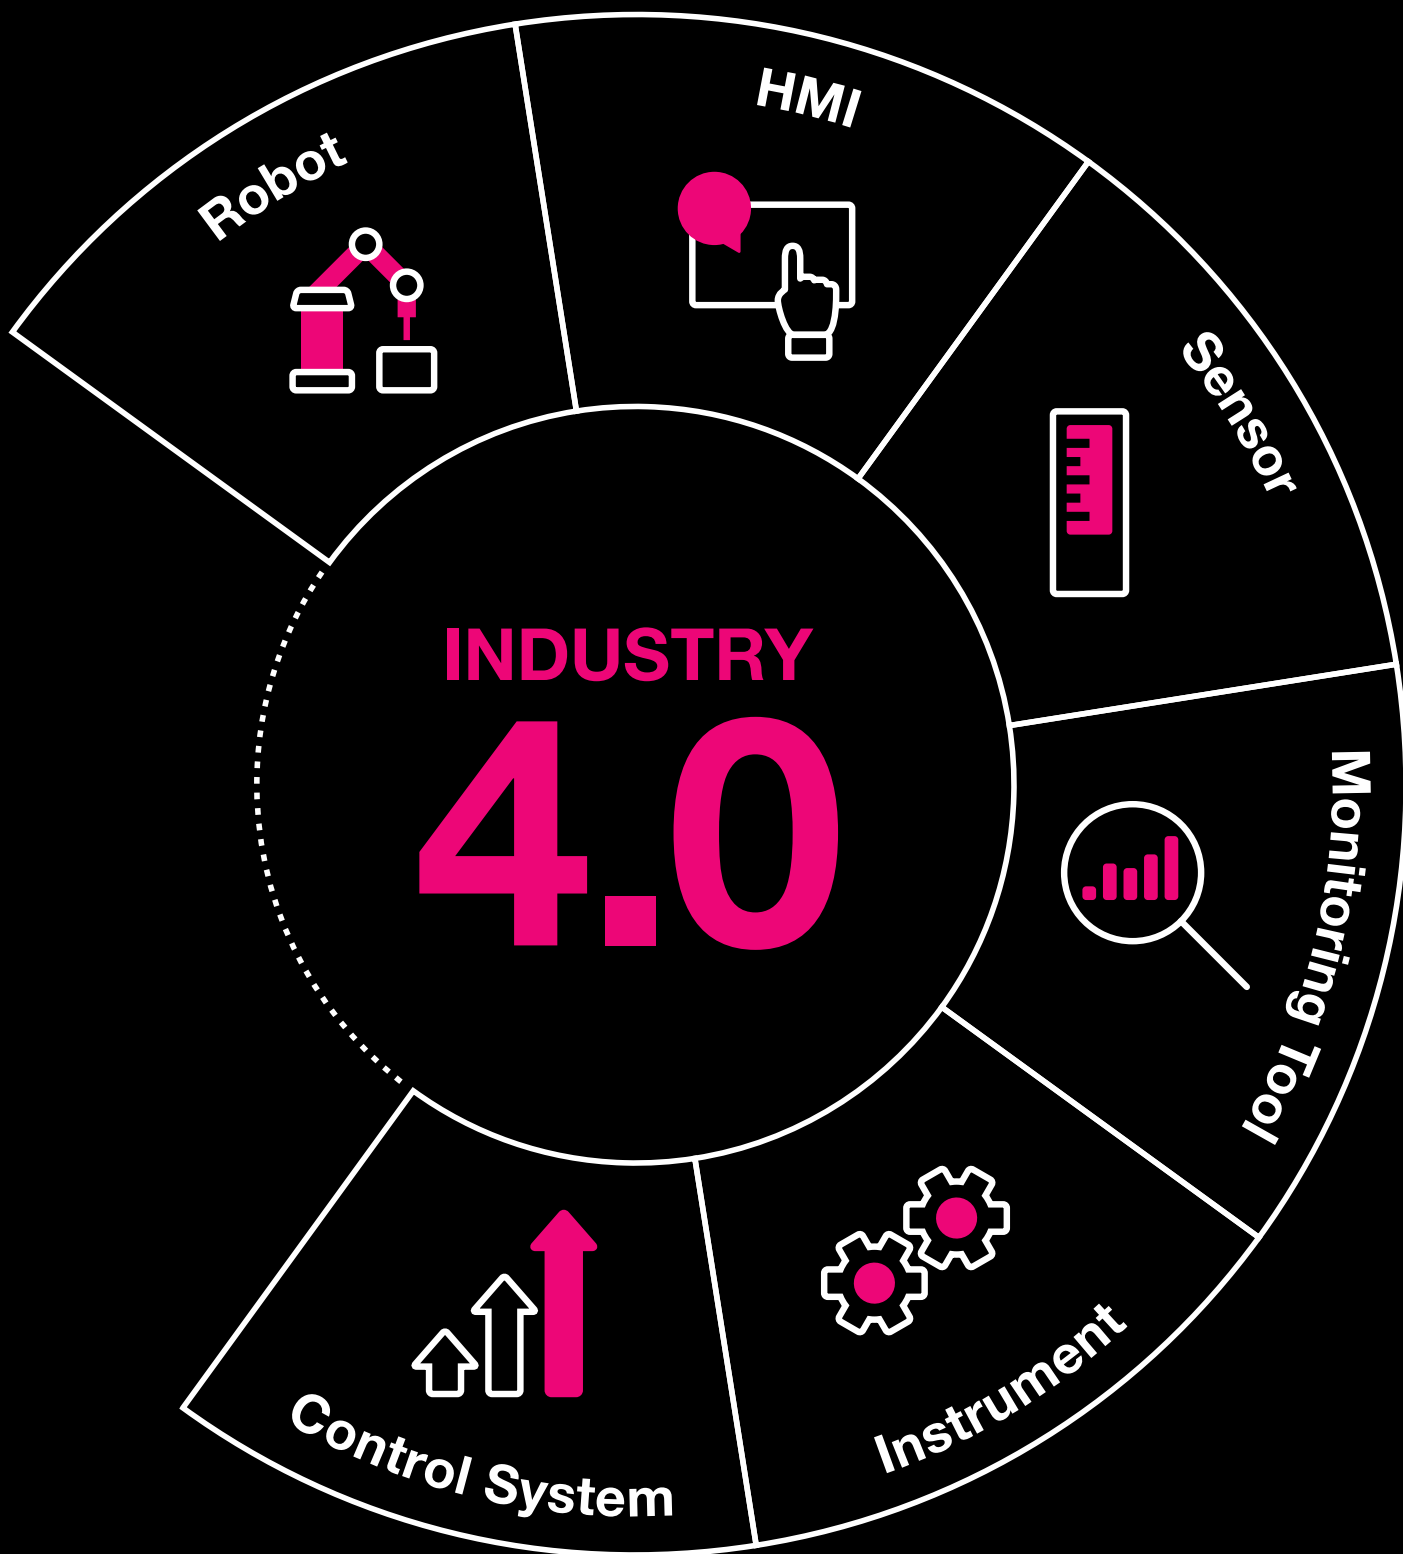 Robot
HMI
Sensor
Monitoring Tool
Instrument
Control System
INDUSTRY
4.0